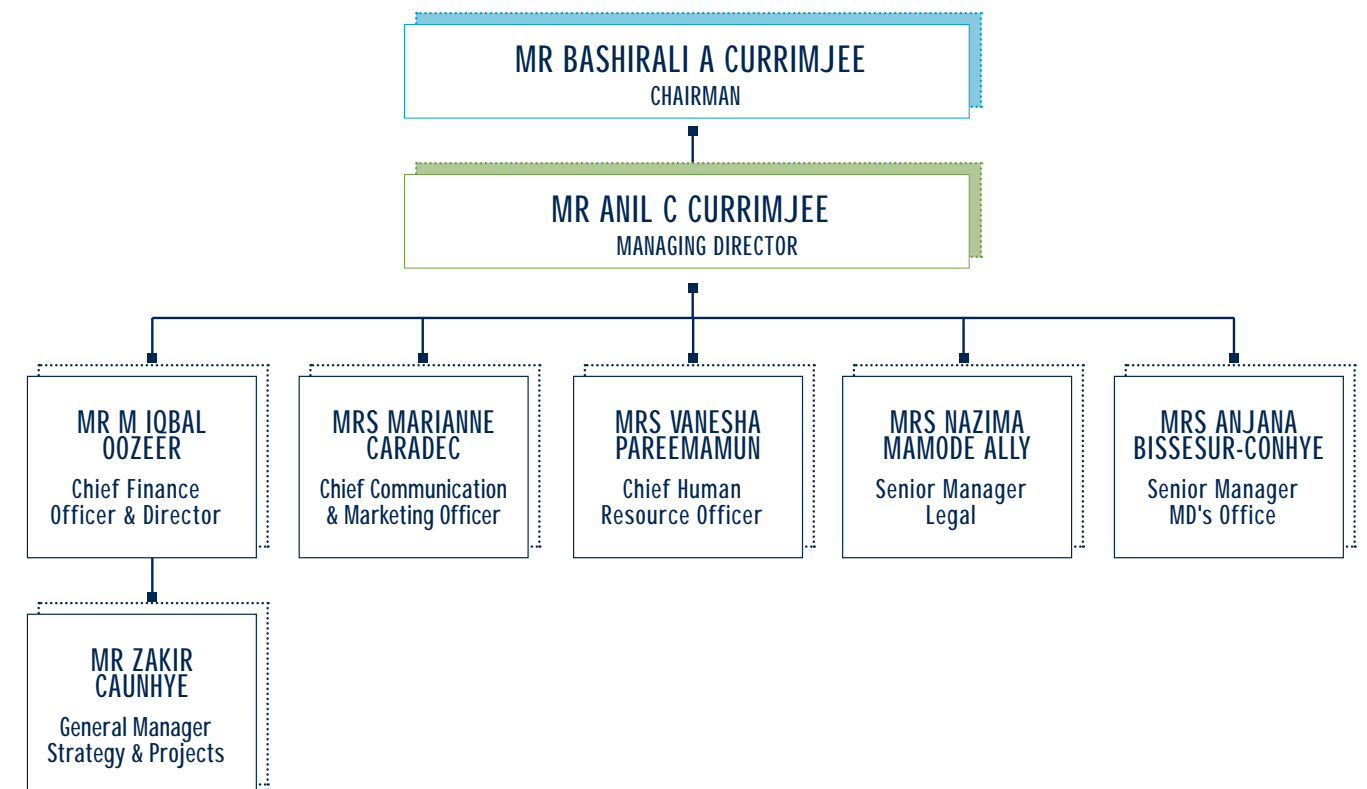 MR BASHIRALI A CURRIMJEE
CHAIRMAN
MR ANIL C CURRIMJEE
MANAGING DIRECTOR
MR M IQBAL
OOZEER
Chief Finance
Officer & Director
MRS MARIANNE
CARADEC
Chief Communication
& Marketing Officer
MRS VANESHA
PAREEMAMUN
Chief Human
Resource Officer
MRS NAZIMA
MAMODE ALLY
Senior Manager
Legal
MRS ANJANA
BISSESUR-CONHYE
Senior Manager
MD's Office
MR ZAKIR
CAUNHYE
General Manager
Strategy & Projects